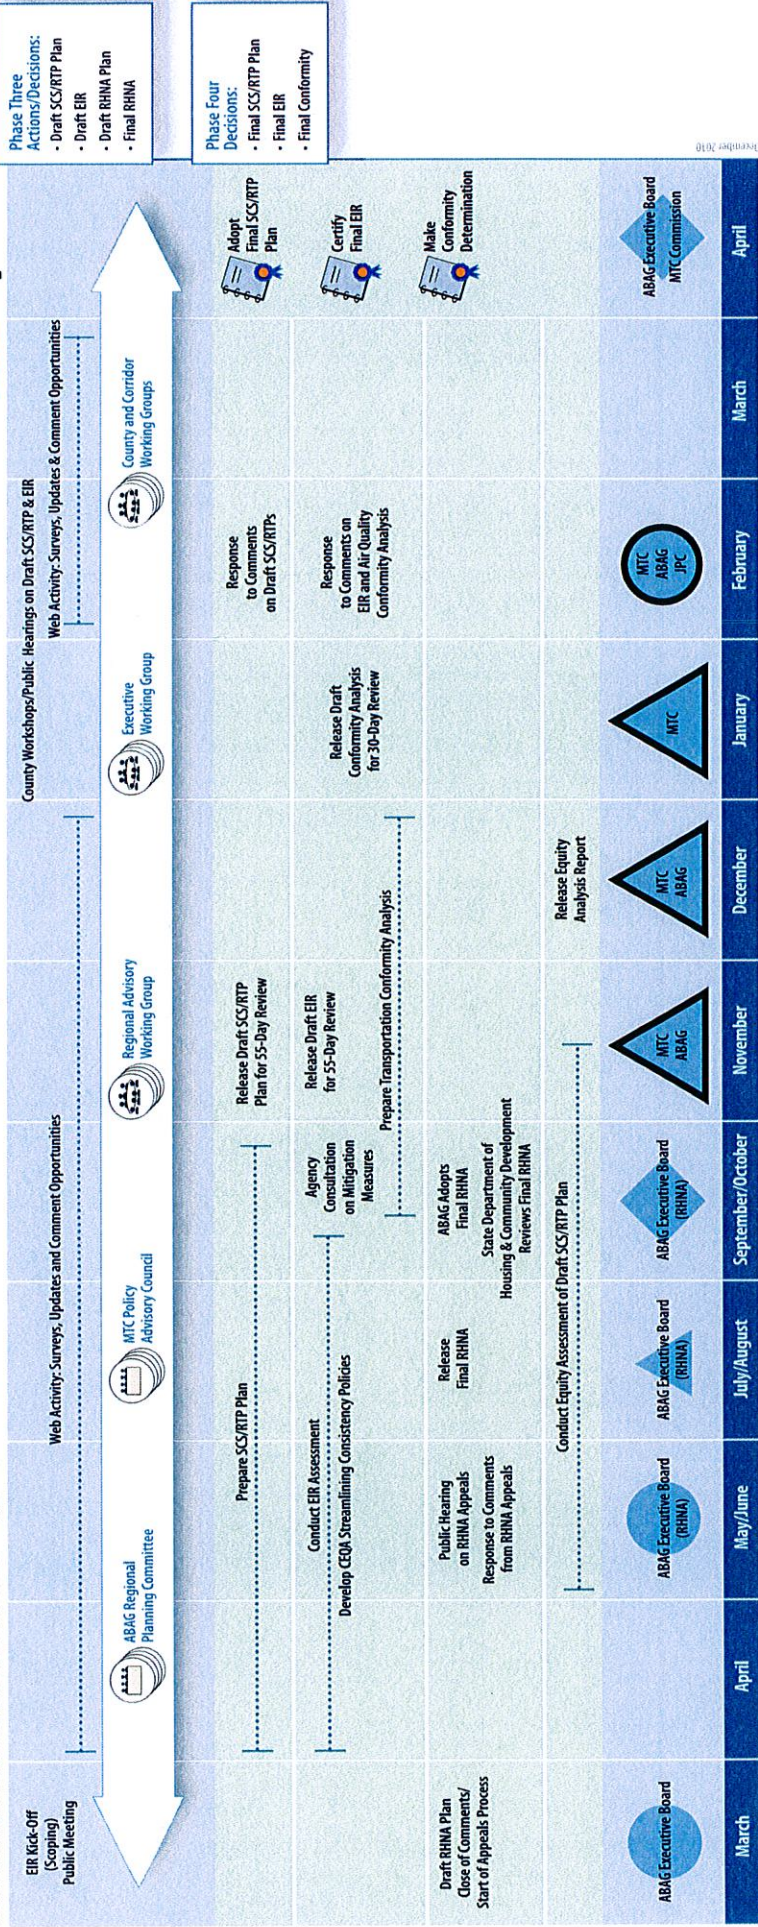 EIR Kick-Off
(Scoping)
Public Meeting
County Workshops/Public Hearings on Draft SCS/RTP & EIR
Web Activity: Surveys, Updates and Comment Opportunities
Web Activity: Surveys, Updates & Comment Opportunities
ABAG Regional
Planning Committee
MTC Policy
Advisory Council
Regional Advisory
Working Group
Executive
Working Group
County and Corridor
Working Groups
Phase Three
Actions/Decisions:
• Draft SCS/RTP Plan
• Draft EIR
• Draft RHNA Plan
• Final RHNA
Prepare SCS/RTP Plan
Release Draft SCS/RTP
Plan for 55-Day Review
Response
to Comments
on Draft SCS/RTPs
Adopt
Final SCS/RTP
Plan
Phase Four
Decisions:
• Final SCS/RTP Plan
• Final EIR
• Final Conformity
Conduct EIR Assessment
Develop CEQA Streamlining Consistency Policies
Agency
Consultation
on Mitigation
Measures
Release Draft EIR
for 55-Day Review
Prepare Transportation Conformity Analysis
Release Draft
Conformity Analysis
for 30-Day Review
Response
to Comments on
EIR and Air Quality
Conformity Analysis
Certify
Final EIR
Draft RHNA Plan
Close of Comments/
Start of Appeals Process
Public Hearing
on RHNA Appeals
Response to Comments
from RHNA Appeals
Release
Final RHNA
ABAG Adopts
Final RHNA
State Department of
Housing & Community Development
Reviews Final RHNA
Make
Conformity
Determination
Conduct Equity Assessment of Draft SCS/RTP Plan
Release Equity
Analysis Report
ABAG Executive Board
ABAG Executive Board
(RHNA)
ABAG Executive Board
(RHNA)
ABAG Executive Board
(RHNA)
MTC
ABAG
MTC
ABAG
MTC
MTC
ABAG
JPC
ABAG Executive Board
MTC Commission
March
April
May/June
July/August
September/October
November
December
January
February
March
April
2010